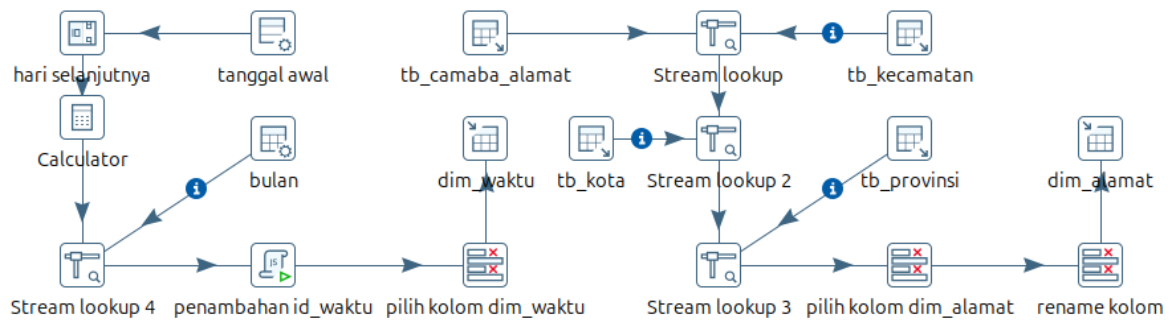 hari selanjutnya
tanggal awal
tb_camaba_alamat
Stream lookup
tb_kecamatan
Calculator
bulan
dim_waktu
tb_kota
Stream lookup 2
tb_provinsi
dim_alamat
Stream lookup 4
penambahan id_waktu
pilih kolom dim_waktu
Stream lookup 3
pilih kolom dim_alamat
rename kolom